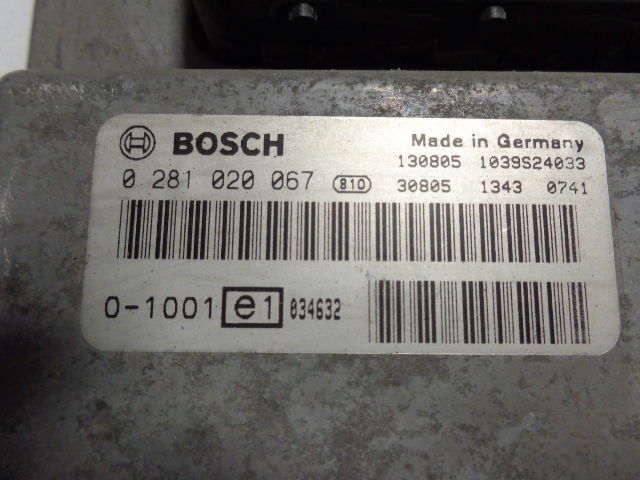 BOSCH
Made in Germany
130805 1039S24033
0 281 020 067 810 30805 1343 0741
0-1001 e1 034632